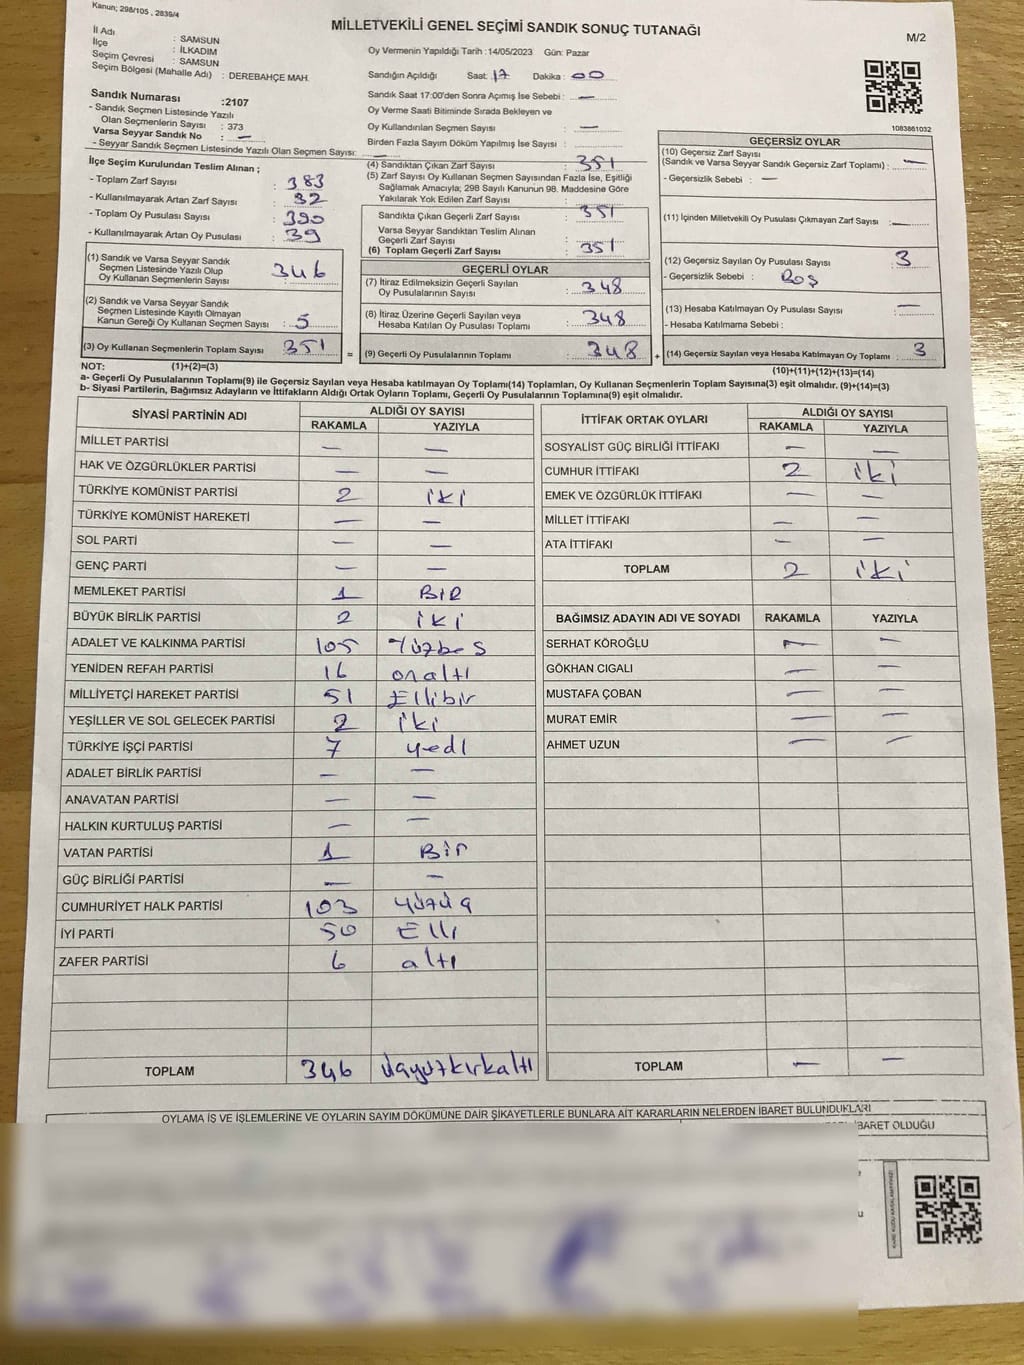 Kanun; 298/105 , 2839/4
MİLLETVEKİLİ GENEL SEÇİMİ SANDIK SONUÇ TUTANAĞI
M/2
İl Adı : SAMSUN
İlçe : İLKADIM
Seçim Çevresi : SAMSUN
Seçim Bölgesi (Mahalle Adı) : DEREBAHÇE MAH.
Sandık Numarası :2107
- Sandık Seçmen Listesinde Yazılı
Olan Seçmenlerin Sayısı : 373
Varsa Seyyar Sandık No : —
- Seyyar Sandık Seçmen Listesinde Yazılı Olan Seçmen Sayısı: —
Oy Vermenin Yapıldığı Tarih :14/05/2023 Gün: Pazar
Sandığın Açıldığı Saat: 17 Dakika : 00
Sandık Saat 17:00'den Sonra Açımış İse Sebebi : —
Oy Verme Saati Bitiminde Sırada Bekleyen ve
Oy Kullandırılan Seçmen Sayısı : —
Birden Fazla Sayım Döküm Yapılmış İse Sayısı :
1083861032
İlçe Seçim Kurulundan Teslim Alınan ;
- Toplam Zarf Sayısı : 383
- Kullanılmayarak Artan Zarf Sayısı : 32
- Toplam Oy Pusulası Sayısı : 390
- Kullanılmayarak Artan Oy Pusulası : 39
(1) Sandık ve Varsa Seyyar Sandık
Seçmen Listesinde Yazılı Olup
Oy Kullanan Seçmenlerin Sayısı : 346
(2) Sandık ve Varsa Seyyar Sandık
Seçmen Listesinde Kayıtlı Olmayan
Kanun Gereği Oy Kullanan Seçmen Sayısı : 5
(3) Oy Kullanan Seçmenlerin Toplam Sayısı 351
(4) Sandıktan Çıkan Zarf Sayısı : 351
(5) Zarf Sayısı Oy Kullanan Seçmen Sayısından Fazla İse, Eşitliği
Sağlamak Amacıyla; 298 Sayılı Kanunun 98. Maddesine Göre
Yakılarak Yok Edilen Zarf Sayısı :
Sandıkta Çıkan Geçerli Zarf Sayısı : 351
Varsa Seyyar Sandıktan Teslim Alınan
Geçerli Zarf Sayısı :
(6) Toplam Geçerli Zarf Sayısı : 351
GEÇERLİ OYLAR
(7) İtiraz Edilmeksizin Geçerli Sayılan
Oy Pusulalarının Sayısı : 348
(8) İtiraz Üzerine Geçerli Sayılan veya
Hesaba Katılan Oy Pusulası Toplamı : 348
= (9) Geçerli Oy Pusulalarının Toplamı : 348 +
GEÇERSİZ OYLAR
(10) Geçersiz Zarf Sayısı
(Sandık ve Varsa Seyyar Sandık Geçersiz Zarf Toplamı) : —
- Geçersizlik Sebebi : —
(11) İçinden Milletvekili Oy Pusulası Çıkmayan Zarf Sayısı : —
(12) Geçersiz Sayılan Oy Pusulası Sayısı : 3
- Geçersizlik Sebebi : Boş
(13) Hesaba Katılmayan Oy Pusulası Sayısı : —
- Hesaba Katılmama Sebebi :
(14) Geçersiz Sayılan veya Hesaba Katılmayan Oy Toplamı : 3
NOT: (1)+(2)=(3) (10)+(11)+(12)+(13)=(14)
a- Geçerli Oy Pusulalarının Toplamı(9) ile Geçersiz Sayılan veya Hesaba katılmayan Oy Toplamı(14) Toplamları, Oy Kullanan Seçmenlerin Toplam Sayısına(3) eşit olmalıdır. (9)+(14)=(3)
b- Siyasi Partilerin, Bağımsız Adayların ve İttifakların Aldığı Ortak Oyların Toplamı, Geçerli Oy Pusulalarının Toplamına(9) eşit olmalıdır.
SİYASİ PARTİNİN ADI ALDIĞI OY SAYISI
RAKAMLA YAZIYLA
MİLLET PARTİSİ — —
HAK VE ÖZGÜRLÜKLER PARTİSİ — —
TÜRKİYE KOMÜNİST PARTİSİ 2 iki
TÜRKİYE KOMÜNİST HAREKETİ — —
SOL PARTİ — —
GENÇ PARTİ — —
MEMLEKET PARTİSİ 1 BİR
BÜYÜK BİRLİK PARTİSİ 2 iki
ADALET VE KALKINMA PARTİSİ 105 Yüzbeş
YENİDEN REFAH PARTİSİ 16 onaltı
MİLLİYETÇİ HAREKET PARTİSİ 51 Ellibir
YEŞİLLER VE SOL GELECEK PARTİSİ 2 iki
TÜRKİYE İŞÇİ PARTİSİ 7 yedi
ADALET BİRLİK PARTİSİ — —
ANAVATAN PARTİSİ — —
HALKIN KURTULUŞ PARTİSİ — —
VATAN PARTİSİ 1 Bir
GÜÇ BİRLİĞİ PARTİSİ — —
CUMHURİYET HALK PARTİSİ 103
İYİ PARTİ 50 Elli
ZAFER PARTİSİ 6 altı
TOPLAM 346 üçyüzkırkaltı
İTTİFAK ORTAK OYLARI ALDIĞI OY SAYISI
RAKAMLA YAZIYLA
SOSYALİST GÜÇ BİRLİĞİ İTTİFAKI — —
CUMHUR İTTİFAKI 2 iki
EMEK VE ÖZGÜRLÜK İTTİFAKI — —
MİLLET İTTİFAKI — —
ATA İTTİFAKI — —
TOPLAM 2 iki
BAĞIMSIZ ADAYIN ADI VE SOYADI RAKAMLA YAZIYLA
SERHAT KÖROĞLU — —
GÖKHAN CIGALI — —
MUSTAFA ÇOBAN — —
MURAT EMİR — —
AHMET UZUN — —
TOPLAM — —
OYLAMA İŞ VE İŞLEMLERİNE VE OYLARIN SAYIM DÖKÜMÜNE DAİR ŞİKAYETLERLE BUNLARA AİT KARARLARIN NELERDEN İBARET BULUNDUKLARI
İBARET OLDUĞU